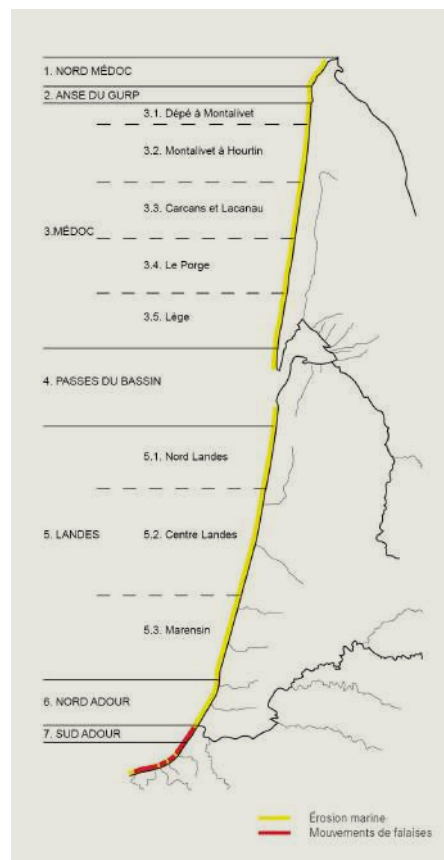 1. NORD MÉDOC
2. ANSE DU GURP
3.1. Dépé à Montalivet
3.2. Montalivet à Hourtin
3.3. Carcans et Lacanau
3.MÉDOC
3.4. Le Porge
3.5. Lège
4. PASSES DU BASSIN
5.1. Nord Landes
5. LANDES
5.2. Centre Landes
5.3. Marensin
6. NORD ADOUR
7. SUD ADOUR
Érosion marine
Mouvements de falaises